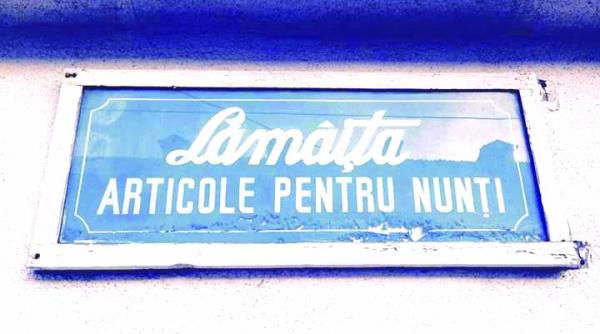 Lămâița
ARTICOLE PENTRU NUNȚI